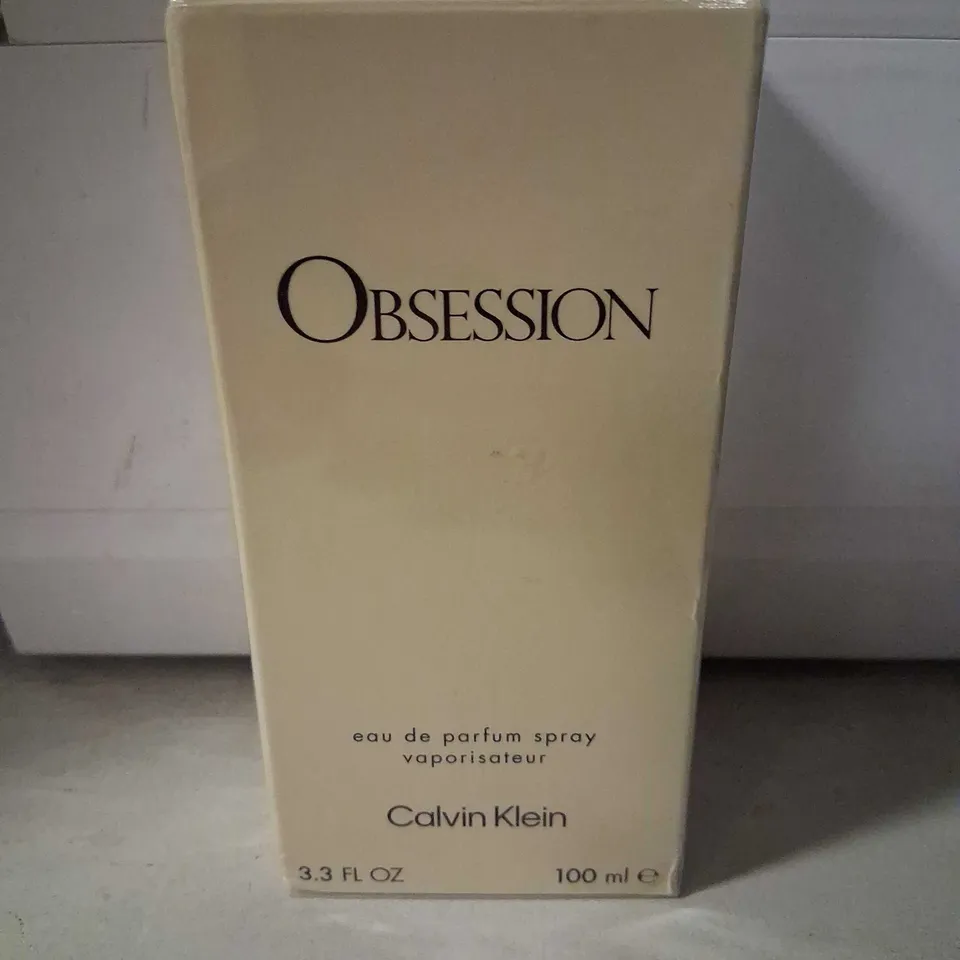 OBSESSION
eau de parfum spray
vaporisateur
Calvin Klein
3.3 FL OZ 100 ml ℮